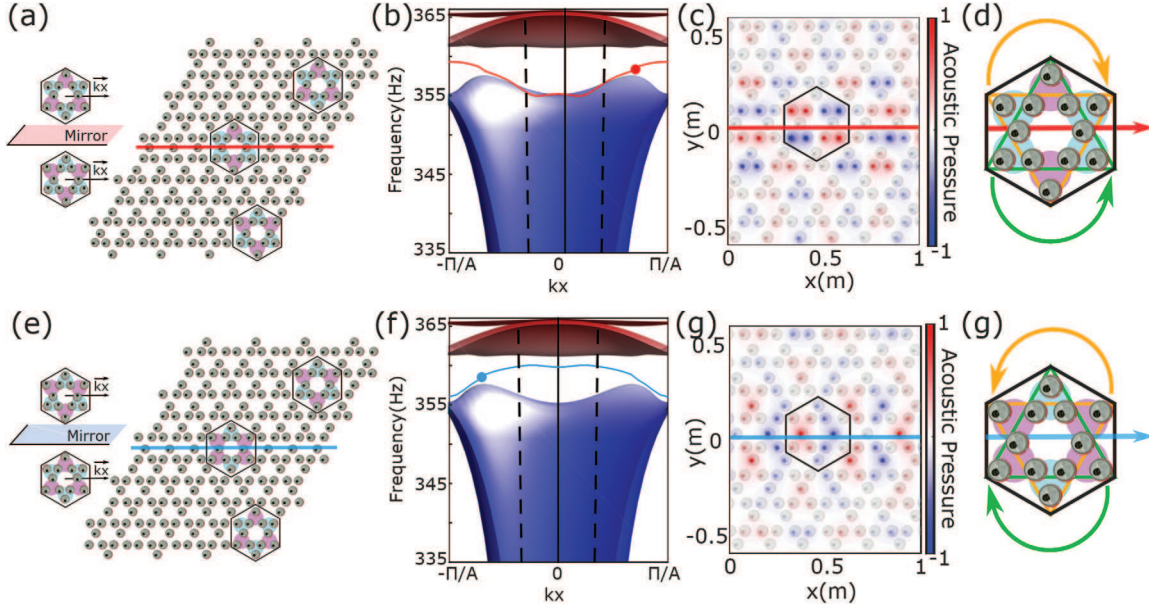 (a)
kx
Mirror
kx
(b)
365
355
345
335
Frequency(Hz)
-Π/A
0
Π/A
kx
(c)
0.5
0
-0.5
y(m)
0
0.5
1
x(m)
1
-1
Acoustic Pressure
(d)
(e)
kx
Mirror
kx
(f)
365
355
345
335
Frequency(Hz)
-Π/A
0
Π/A
kx
(g)
0.5
0
-0.5
y(m)
0
0.5
1
x(m)
1
-1
Acoustic Pressure
(g)